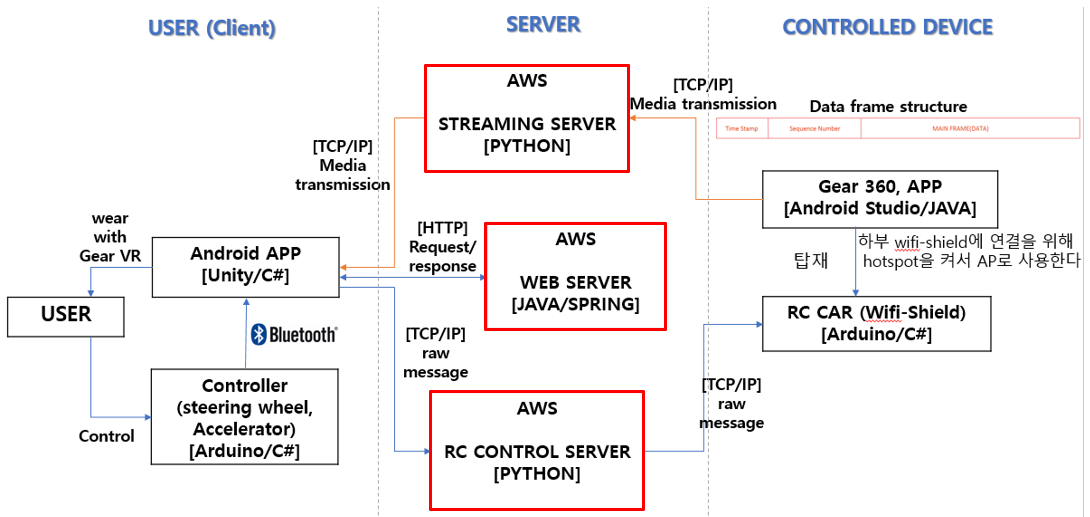 USER (Client)
SERVER
CONTROLLED DEVICE
AWS
STREAMING SERVER
[PYTHON]
[TCP/IP]
Media transmission
Data frame structure
Time Stamp
Sequence Number
MAIN FRAME(DATA)
[TCP/IP]
Media
transmission
Gear 360, APP
[Android Studio/JAVA]
wear
with
Gear VR
Android APP
[Unity/C#]
[HTTP]
Request/
response
AWS
WEB SERVER
[JAVA/SPRING]
탑재
하부 wifi-shield에 연결을 위해
hotspot을 켜서 AP로 사용한다
USER
Bluetooth®
RC CAR (Wifi-Shield)
[Arduino/C#]
[TCP/IP]
raw
message
Controller
(steering wheel,
Accelerator)
[Arduino/C#]
Control
AWS
RC CONTROL SERVER
[PYTHON]
[TCP/IP]
raw
message